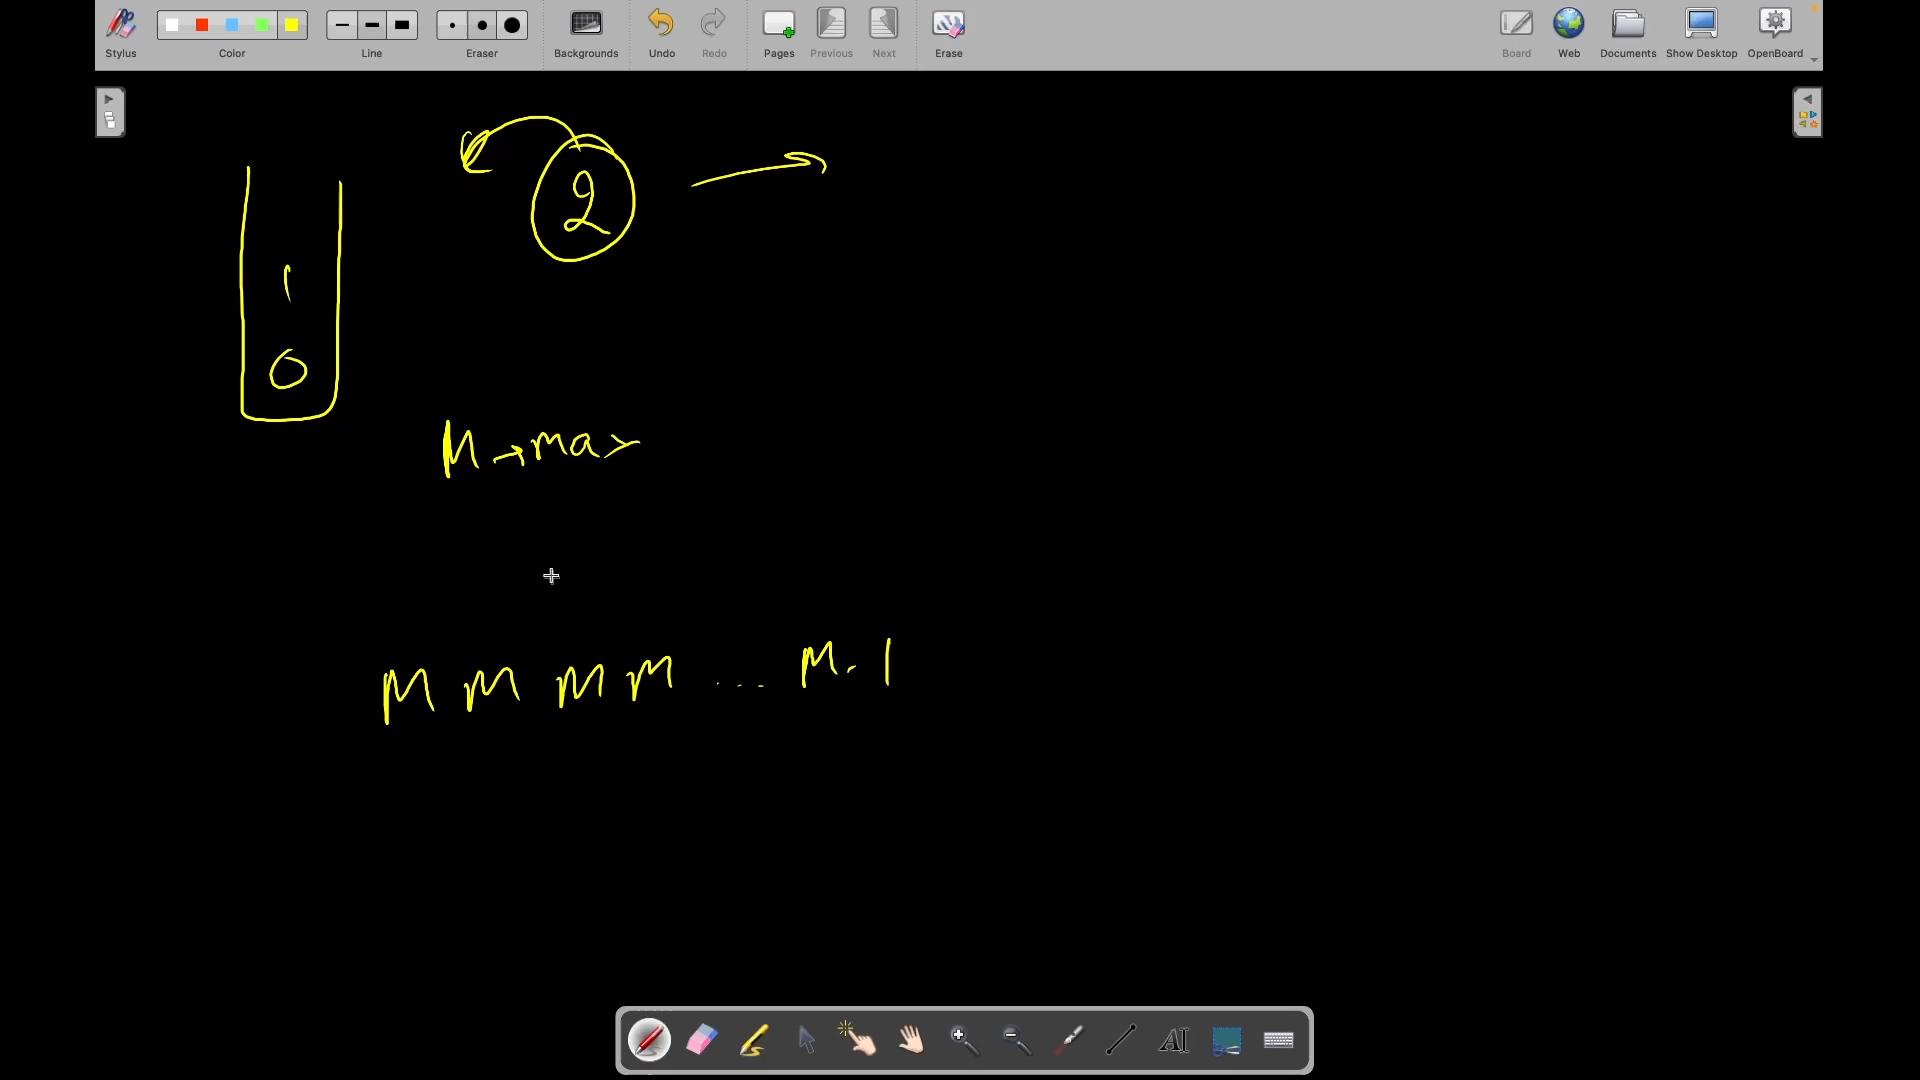 Stylus Color Line Eraser Backgrounds Undo Redo Pages Previous Next Erase Board Web Documents Show Desktop OpenBoard
2
1
0
M → max
M M M M ... M - 1
AI